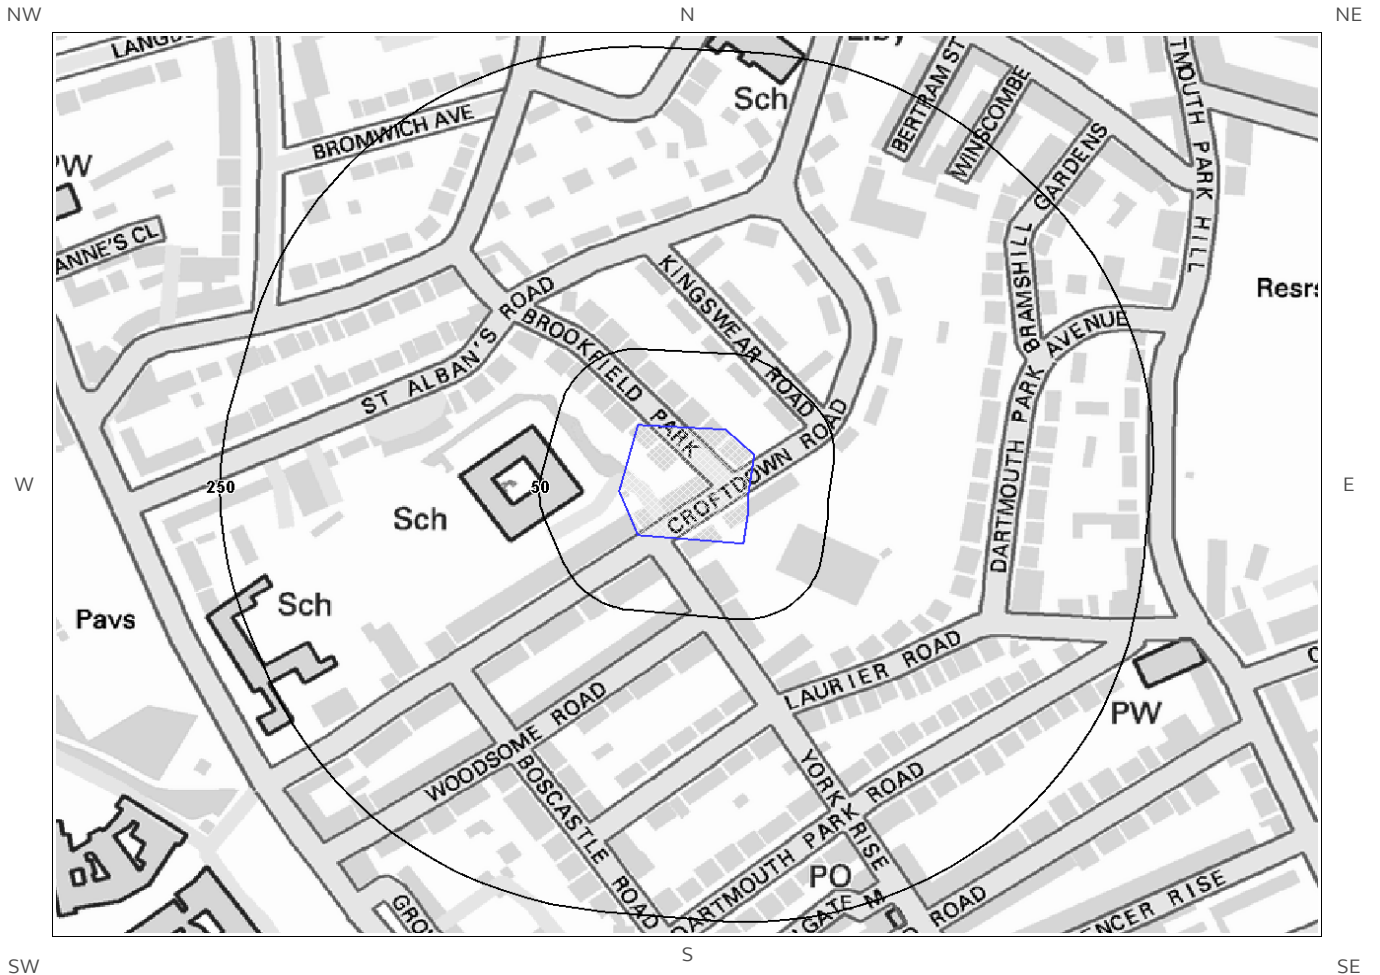 NW
N
NE
Sch
BERTRAM ST
WINSCOMBE
BROMWICH AVE
GARDENS
PARK HILL
ANNE'S CL
BRAMSHILL
KINGSWEAR ROAD
ST ALBAN'S ROAD
BROOKFIELD PARK
AVENUE
DARTMOUTH PARK
CROFTDOWN ROAD
W
250
50
E
Sch
Sch
Pavs
LAURIER ROAD
PW
WOODSOME ROAD
BOSCASTLE ROAD
YORK RISE
DARTMOUTH PARK ROAD
PO
ROAD
SW
S
SE